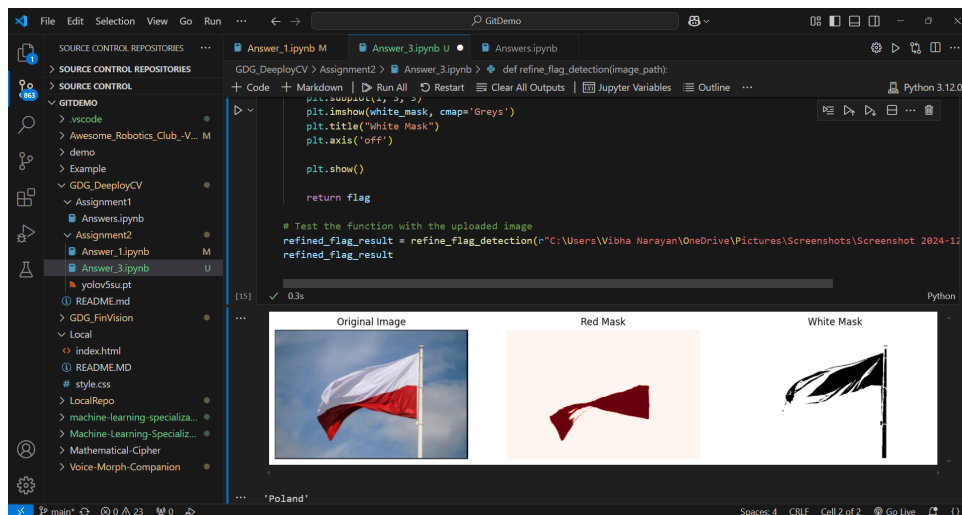 File Edit Selection View Go Run ··· GitDemo
SOURCE CONTROL REPOSITORIES ···
Answer_1.ipynb M Answer_3.ipynb U Answers.ipynb
SOURCE CONTROL REPOSITORIES
GDG_DeeployCV > Assignment2 > Answer_3.ipynb > def refine_flag_detection(image_path):
SOURCE CONTROL
+ Code + Markdown Run All Restart Clear All Outputs Jupyter Variables Outline ··· Python 3.12.0
GITDEMO
.vscode
Awesome_Robotics_Club_-V... M
demo
Example
GDG_DeeployCV
Assignment1
Answers.ipynb
Assignment2
Answer_1.ipynb M
Answer_3.ipynb U
yolov5su.pt
README.md
GDG_FinVision
Local
index.html
README.MD
style.css
LocalRepo
machine-learning-specializa...
Machine-Learning-Specializ...
Mathematical-Cipher
Voice-Morph-Companion
1
863
plt.subplot(1, 3, 3)
plt.imshow(white_mask, cmap='Greys')
plt.title("White Mask")
plt.axis('off')
plt.show()
return flag
# Test the function with the uploaded image
refined_flag_result = refine_flag_detection(r"C:\Users\Vibha Narayan\OneDrive\Pictures\Screenshots\Screenshot 2024-12
refined_flag_result
[15] ✓ 0.3s Python
Original Image Red Mask White Mask
'Poland'
main* 0 23 0 Spaces: 4 CRLF Cell 2 of 2 Go Live {}